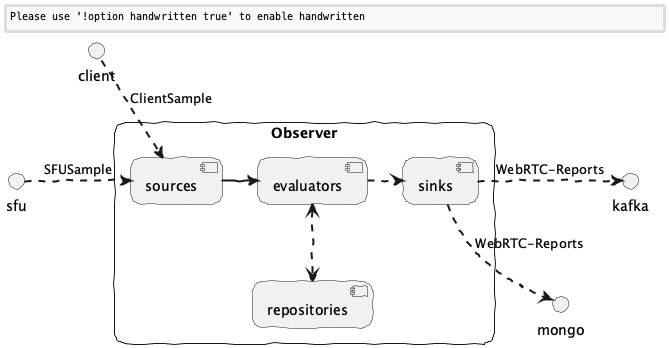 Please use '!option handwritten true' to enable handwritten
client
ClientSample
Observer
SFUSample
sources
evaluators
sinks
WebRTC-Reports
sfu
kafka
WebRTC-Reports
repositories
mongo